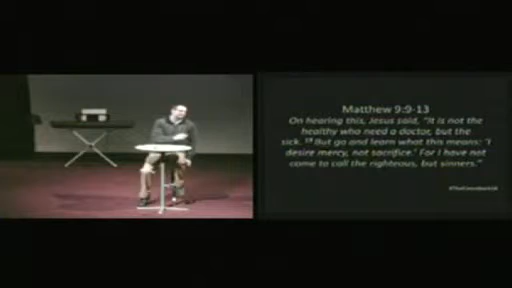 Matthew 9:9-13
On hearing this, Jesus said, "It is not the
healthy who need a doctor, but the
sick. 13 But go and learn what this means: 'I
desire mercy, not sacrifice.' For I have not
come to call the righteous, but sinners."